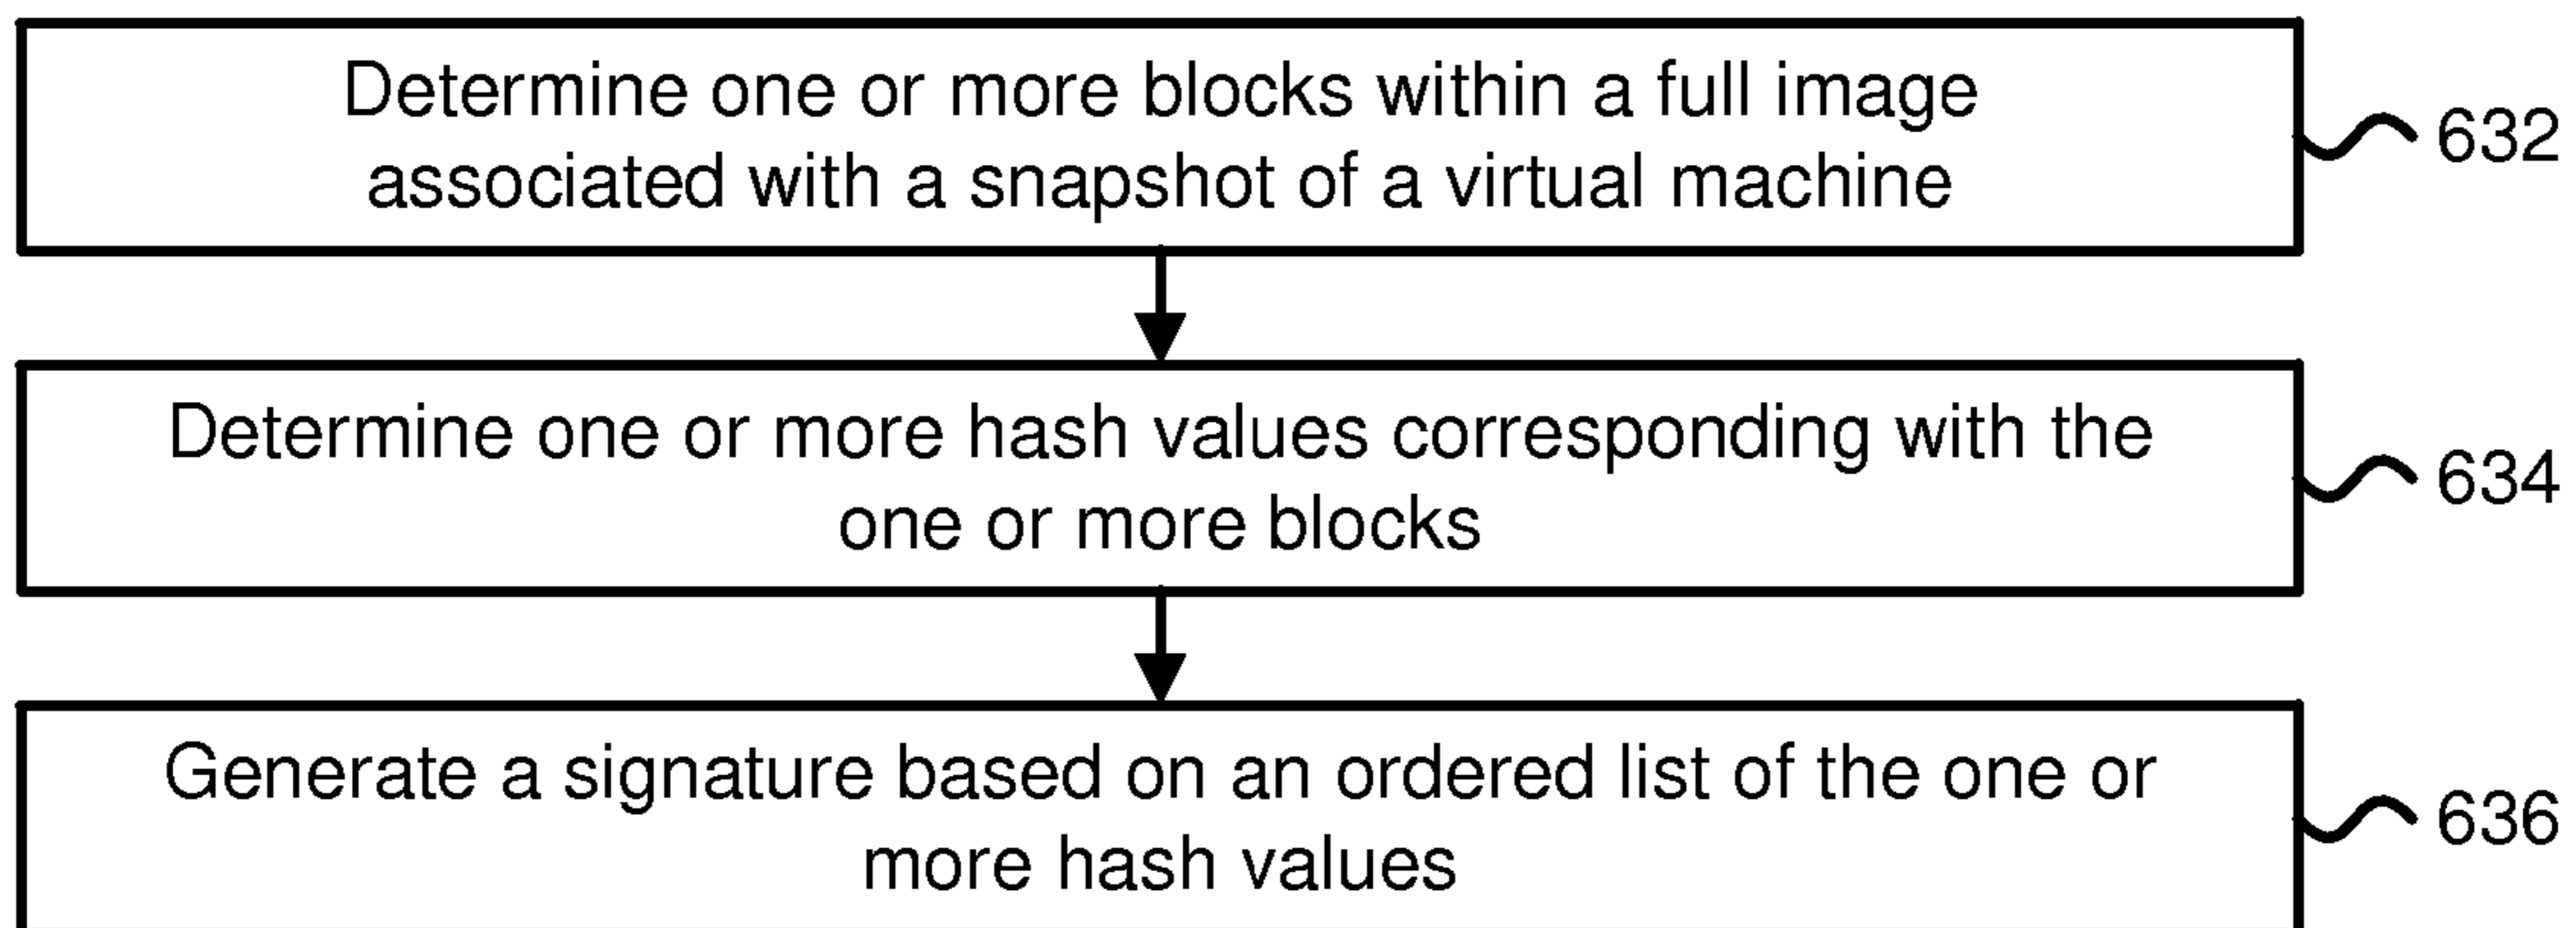 Determine one or more blocks within a full image
associated with a snapshot of a virtual machine
632
Determine one or more hash values corresponding with the
one or more blocks
634
Generate a signature based on an ordered list of the one or
more hash values
636